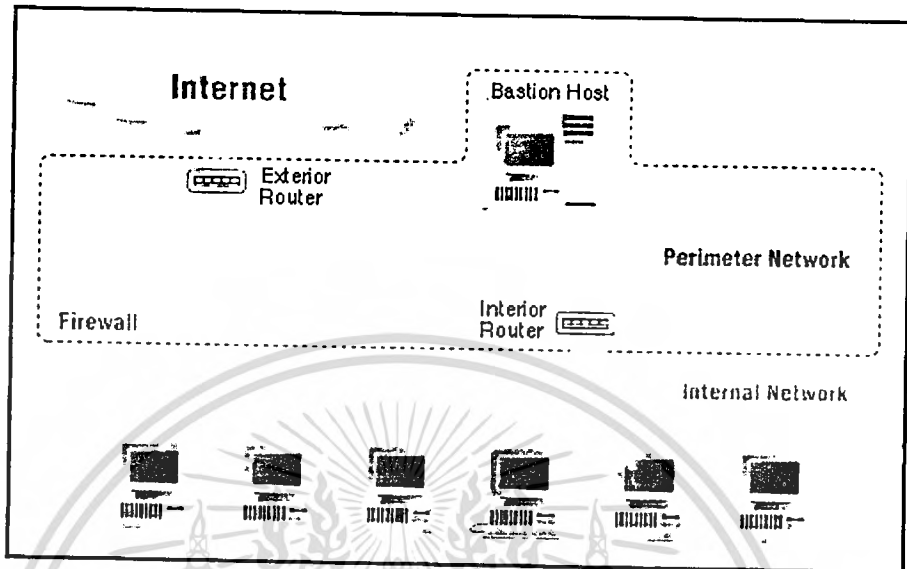 Internet
Bastion Host
Exterior
Router
Perimeter Network
Interior
Router
Firewall
Internal Network